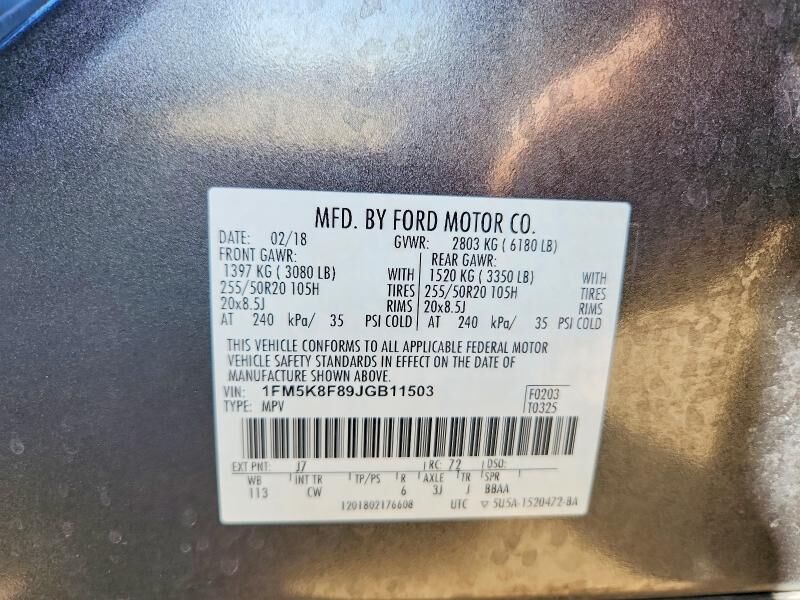 MFD. BY FORD MOTOR CO.
DATE: 02/18 GVWR: 2803 KG ( 6180 LB)
FRONT GAWR: REAR GAWR:
1397 KG ( 3080 LB) WITH 1520 KG ( 3350 LB) WITH
255/50R20 105H TIRES 255/50R20 105H TIRES
20x8.5J RIMS 20x8.5J RIMS
AT 240 kPa/ 35 PSI COLD AT 240 kPa/ 35 PSI COLD
THIS VEHICLE CONFORMS TO ALL APPLICABLE FEDERAL MOTOR
VEHICLE SAFETY STANDARDS IN EFFECT ON THE DATE OF
MANUFACTURE SHOWN ABOVE.
VIN: 1FM5K8F89JGB11503 F0203
TYPE: MPV T0325
EXT PNT: J7 RC: 72 DSO:
WB INT TR TP/PS R AXLE TR SPR
113 CW 6 3J J BBAA
1201802176608 UTC ▽ 5U5A-1520472-BA